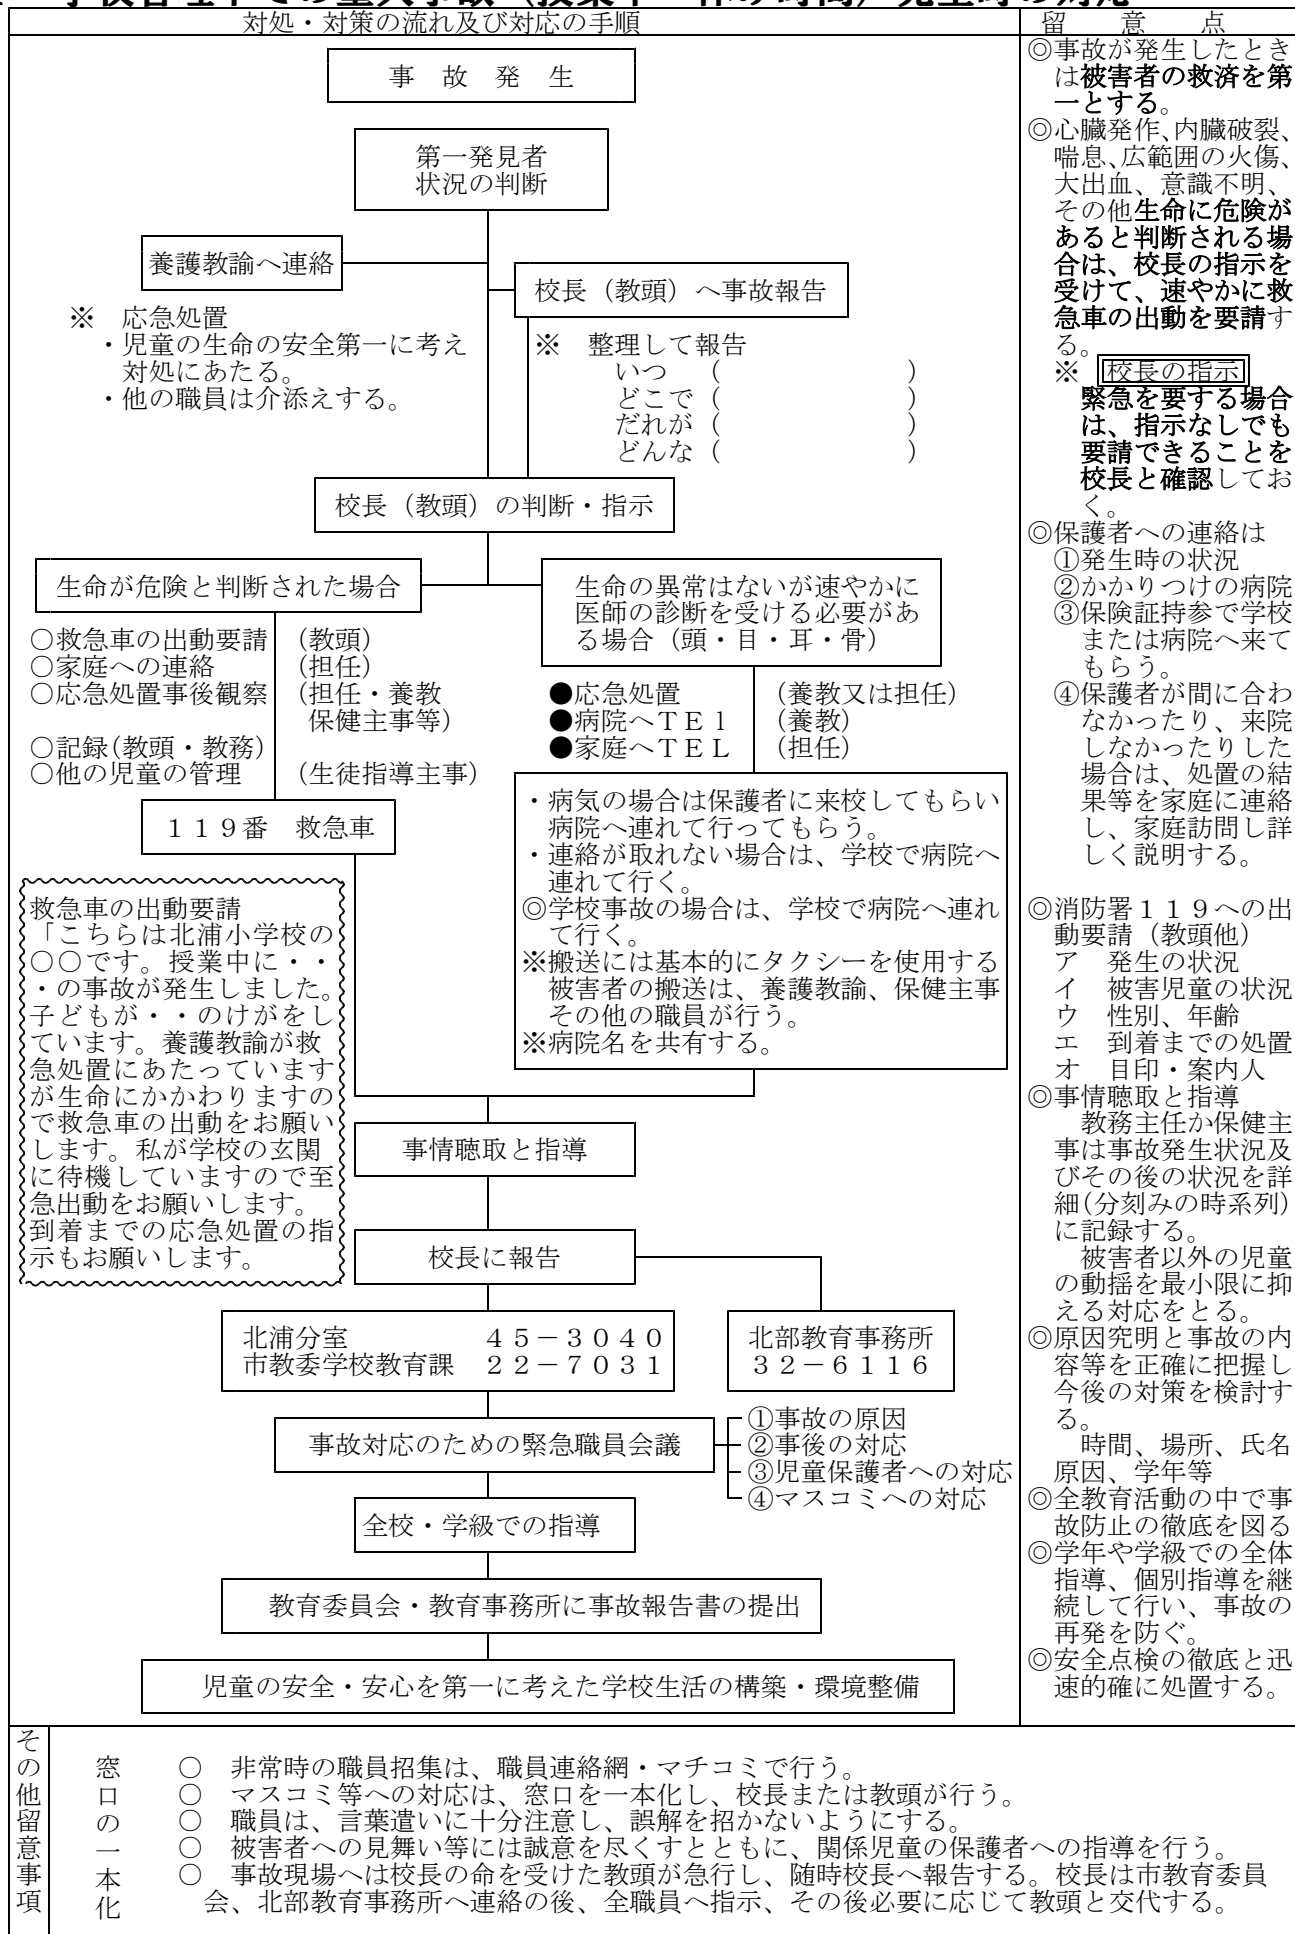 対処・対策の流れ及び対応の手順
事　故　発　生
第一発見者
状況の判断
養護教諭へ連絡
校長（教頭）へ事故報告
※　応急処置
・児童の生命の安全第一に考え
対処にあたる。
・他の職員は介添えする。
※　整理して報告
いつ　（　　　　　　　）
どこで（　　　　　　　）
だれが（　　　　　　　）
どんな（　　　　　　　）
校長（教頭）の判断・指示
生命が危険と判断された場合
○救急車の出動要請　（教頭）
○家庭への連絡　（担任）
○応急処置事後観察　（担任・養教
保健主事等）
○記録(教頭・教務)
○他の児童の管理　（生徒指導主事）
１１９番　救急車
生命の異常はないが速やかに
医師の診断を受ける必要があ
る場合（頭・目・耳・骨）
●応急処置　（養教又は担任）
●病院へＴＥｌ　（養教）
●家庭へＴＥＬ　（担任）
・病気の場合は保護者に来校してもらい
病院へ連れて行ってもらう。
・連絡が取れない場合は、学校で病院へ
連れて行く。
◎学校事故の場合は、学校で病院へ連れ
て行く。
※搬送には基本的にタクシーを使用する
被害者の搬送は、養護教諭、保健主事
その他の職員が行う。
※病院名を共有する。
救急車の出動要請
「こちらは北浦小学校の
○○です。授業中に・・
・の事故が発生しました。
子どもが・・のけがをし
ています。養護教諭が救
急処置にあたっています
が生命にかかわりますの
で救急車の出動をお願い
します。私が学校の玄関
に待機していますので至
急出動をお願いします。
到着までの応急処置の指
示もお願いします。
事情聴取と指導
校長に報告
北浦分室　４５－３０４０
市教委学校教育課　２２－７０３１
北部教育事務所
３２－６１１６
事故対応のための緊急職員会議
①事故の原因
②事後の対応
③児童保護者への対応
④マスコミへの対応
全校・学級での指導
教育委員会・教育事務所に事故報告書の提出
児童の安全・安心を第一に考えた学校生活の構築・環境整備
留　意　点
◎事故が発生したとき
は被害者の救済を第
一とする。
◎心臓発作、内臓破裂、
喘息、広範囲の火傷、
大出血、意識不明、
その他生命に危険が
あると判断される場
合は、校長の指示を
受けて、速やかに救
急車の出動を要請す
る。
※　校長の指示
緊急を要する場合
は、指示なしでも
要請できることを
校長と確認してお
く。
◎保護者への連絡は
①発生時の状況
②かかりつけの病院
③保険証持参で学校
または病院へ来て
もらう。
④保護者が間に合わ
なかったり、来院
しなかったりした
場合は、処置の結
果等を家庭に連絡
し、家庭訪問し詳
しく説明する。
◎消防署１１９への出
動要請（教頭他）
ア　発生の状況
イ　被害児童の状況
ウ　性別、年齢
エ　到着までの処置
オ　目印・案内人
◎事情聴取と指導
教務主任か保健主
事は事故発生状況及
びその後の状況を詳
細(分刻みの時系列)
に記録する。
被害者以外の児童
の動揺を最小限に抑
える対応をとる。
◎原因究明と事故の内
容等を正確に把握し
今後の対策を検討す
る。
時間、場所、氏名
原因、学年等
◎全教育活動の中で事
故防止の徹底を図る
◎学年や学級での全体
指導、個別指導を継
続して行い、事故の
再発を防ぐ。
◎安全点検の徹底と迅
速的確に処置する。
その他留意事項
窓口の一本化
○　非常時の職員招集は、職員連絡網・マチコミで行う。
○　マスコミ等への対応は、窓口を一本化し、校長または教頭が行う。
○　職員は、言葉遣いに十分注意し、誤解を招かないようにする。
○　被害者への見舞い等には誠意を尽くすとともに、関係児童の保護者への指導を行う。
○　事故現場へは校長の命を受けた教頭が急行し、随時校長へ報告する。校長は市教育委員
会、北部教育事務所へ連絡の後、全職員へ指示、その後必要に応じて教頭と交代する。